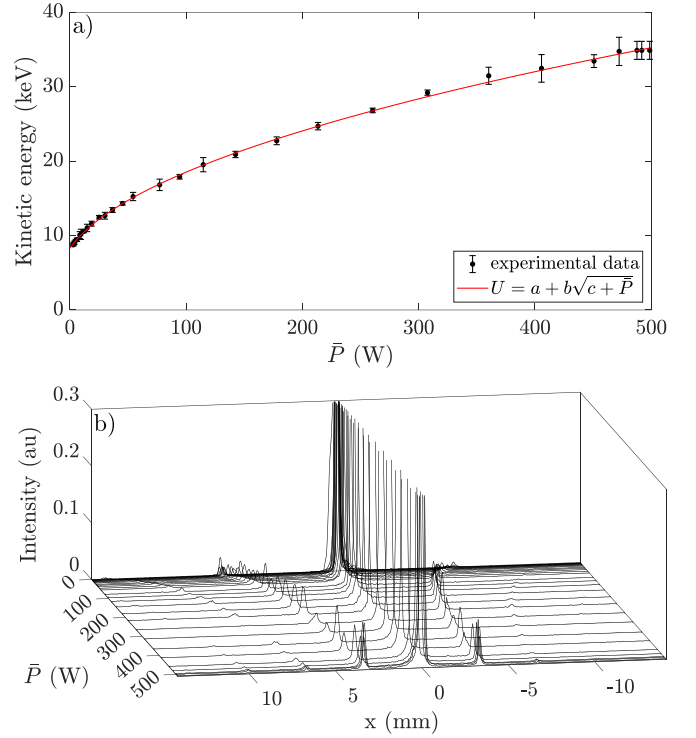 a)
40
30
20
10
0
Kinetic energy (keV)
experimental data
U = a + b√(c + P̄)
0 100 200 300 400 500
P̄ (W)
b)
0.3
0.2
0.1
0
Intensity (au)
0
100
200
300
400
500
P̄ (W)
10 5 0 -5 -10
x (mm)